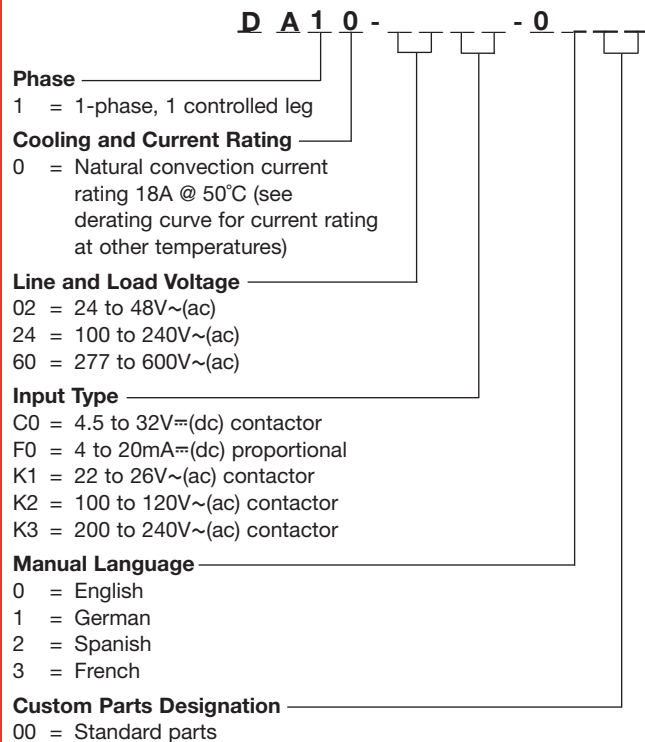 D A 1 0 - __ __ - 0 _ __
Phase
1 = 1-phase, 1 controlled leg
Cooling and Current Rating
0 = Natural convection current
rating 18A @ 50˚C (see
derating curve for current rating
at other temperatures)
Line and Load Voltage
02 = 24 to 48V~(ac)
24 = 100 to 240V~(ac)
60 = 277 to 600V~(ac)
Input Type
C0 = 4.5 to 32V⎓(dc) contactor
F0 = 4 to 20mA⎓(dc) proportional
K1 = 22 to 26V~(ac) contactor
K2 = 100 to 120V~(ac) contactor
K3 = 200 to 240V~(ac) contactor
Manual Language
0 = English
1 = German
2 = Spanish
3 = French
Custom Parts Designation
00 = Standard parts